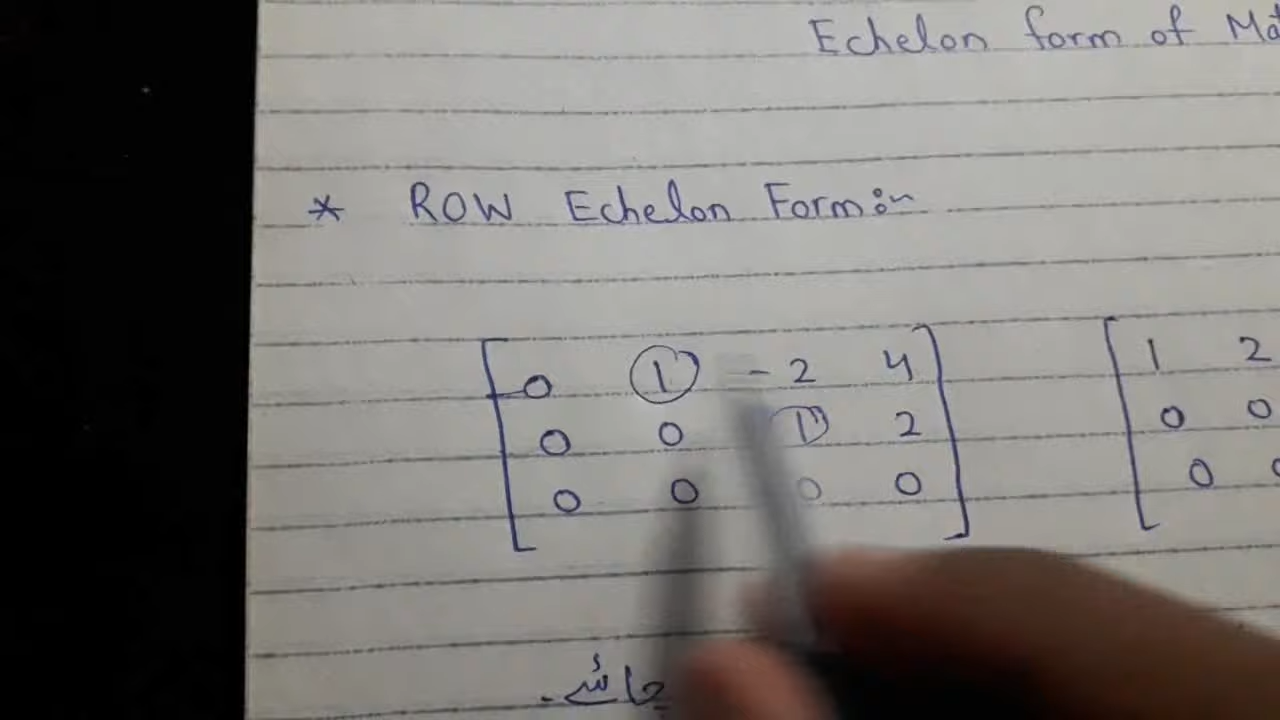 Echelon form of
* ROW Echelon Form:~
0 1 -2 4 1 2
0 0 1 2 0 0
0 0 0 0 0
جائے۔